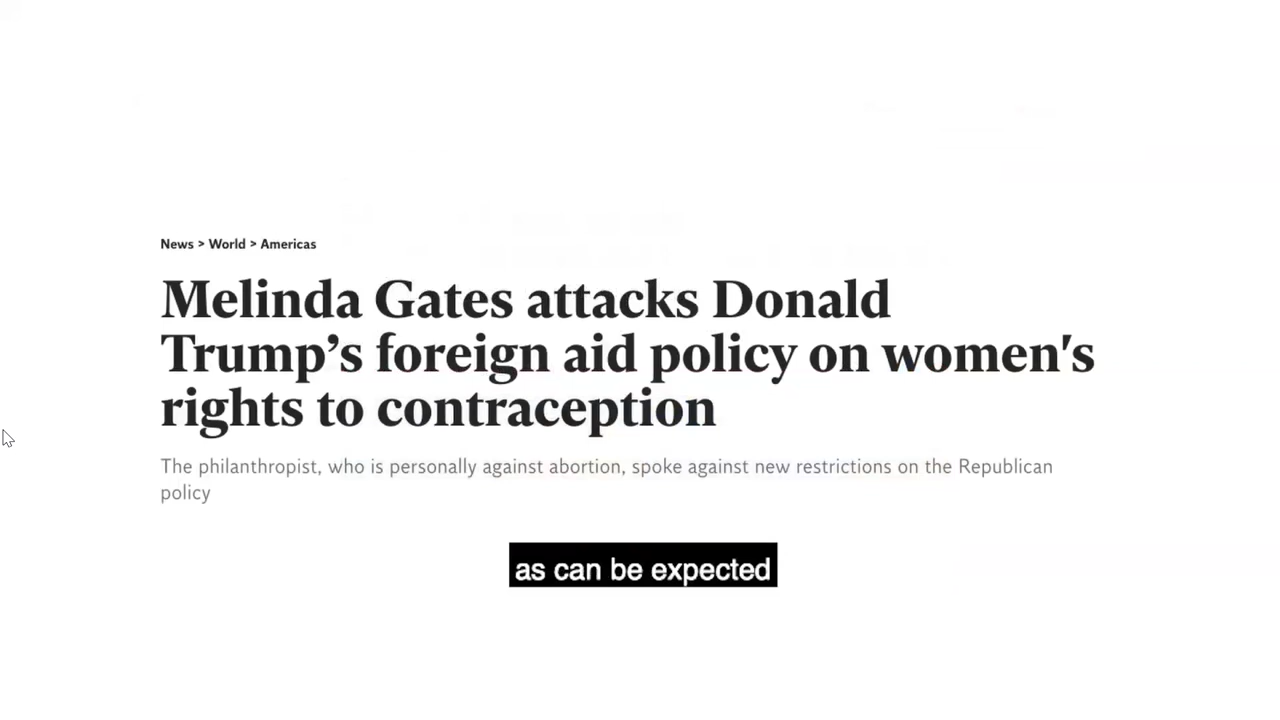 News > World > Americas
Melinda Gates attacks Donald
Trump’s foreign aid policy on women's
rights to contraception
The philanthropist, who is personally against abortion, spoke against new restrictions on the Republican
policy
as can be expected